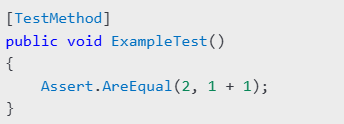 [TestMethod]
public void ExampleTest()
{
    Assert.AreEqual(2, 1 + 1);
}